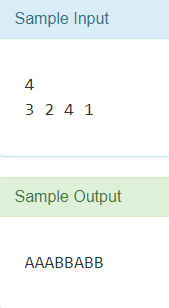 Sample Input
4
3 2 4 1
Sample Output
AAABBABB